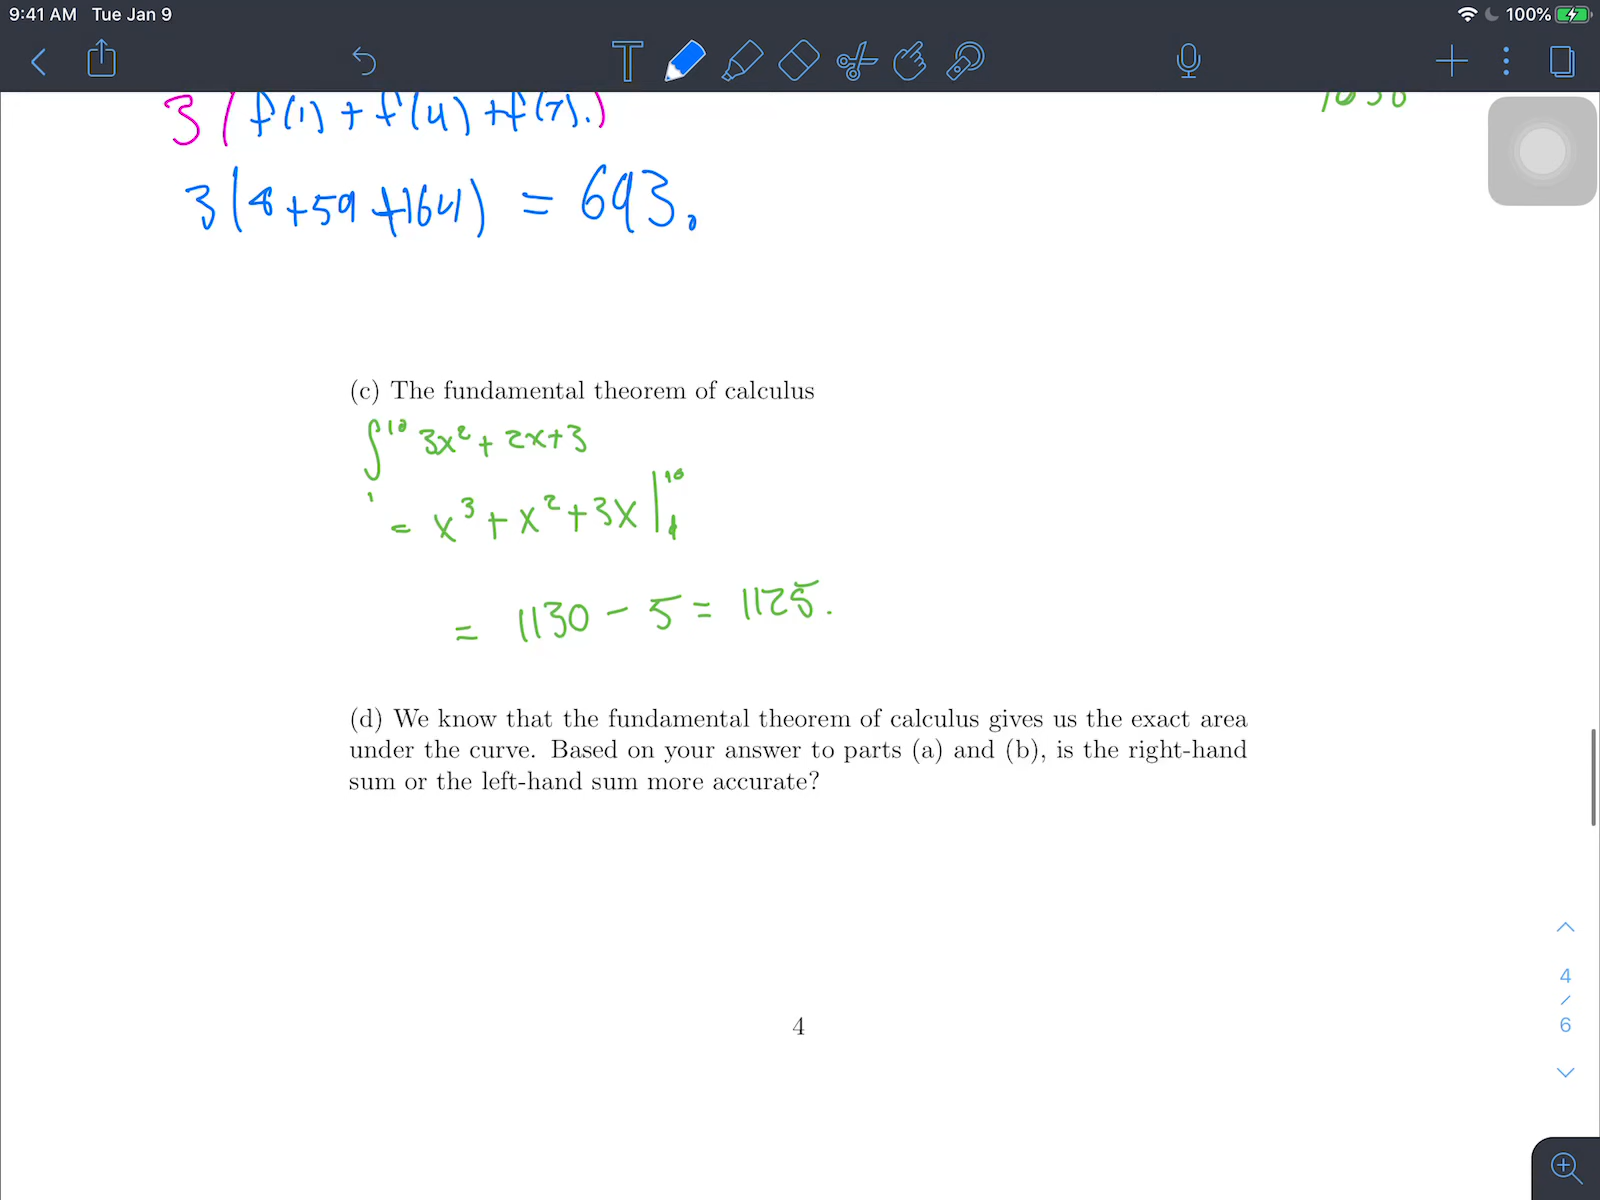 9:41 AM Tue Jan 9
100%
3 ( f(1) + f(4) + f(7). )
3(8+59+164) = 693.
(c) The fundamental theorem of calculus
∫₁¹⁰ 3x² + 2x+3
= x³ + x² + 3x |₁¹⁰
= 1130 - 5 = 1125.
(d) We know that the fundamental theorem of calculus gives us the exact area
under the curve. Based on your answer to parts (a) and (b), is the right-hand
sum or the left-hand sum more accurate?
4
4
/
6